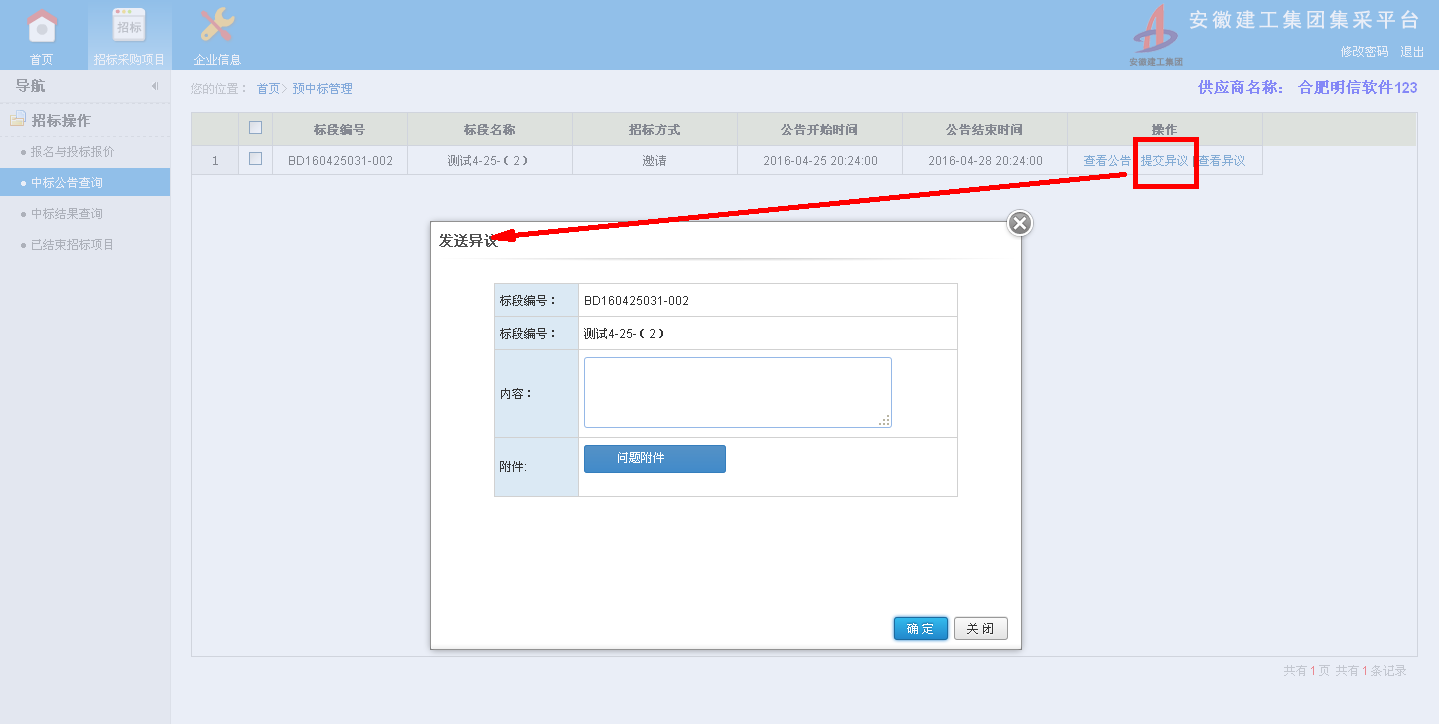 招标
安徽建工集团集采平台
首页
招标采购项目
企业信息
安徽建工集团
修改密码 退出
导航
您的位置： 首页 > 预中标管理
供应商名称： 合肥明信软件123
招标操作
标段编号 标段名称 招标方式 公告开始时间 公告结束时间 操作
报名与投标报价
1 BD160425031-002 测试4-25-（2） 邀请 2016-04-25 20:24:00 2016-04-28 20:24:00 查看公告 提交异议 查看异议
中标公告查询
中标结果查询
已结束招标项目
发送异议
标段编号： BD160425031-002
标段编号： 测试4-25-（2）
内容：
附件: 问题附件
确定 关闭
共有1页 共有1条记录